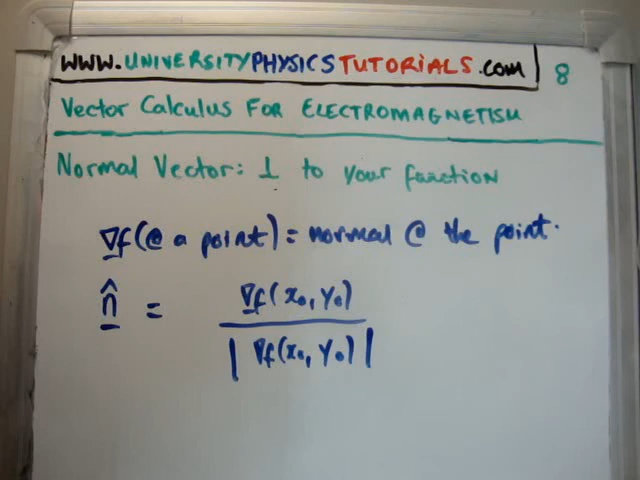 WWW.UNIVERSITYPHYSICSTUTORIALS.COM 8
Vector Calculus FOR ELECTROMAGNETISM
Normal Vector: ⊥ to your function
∇f(@ a point) = normal @ the point.
n̂ = ∇f(x₀, y₀)
| ∇f(x₀, y₀) |